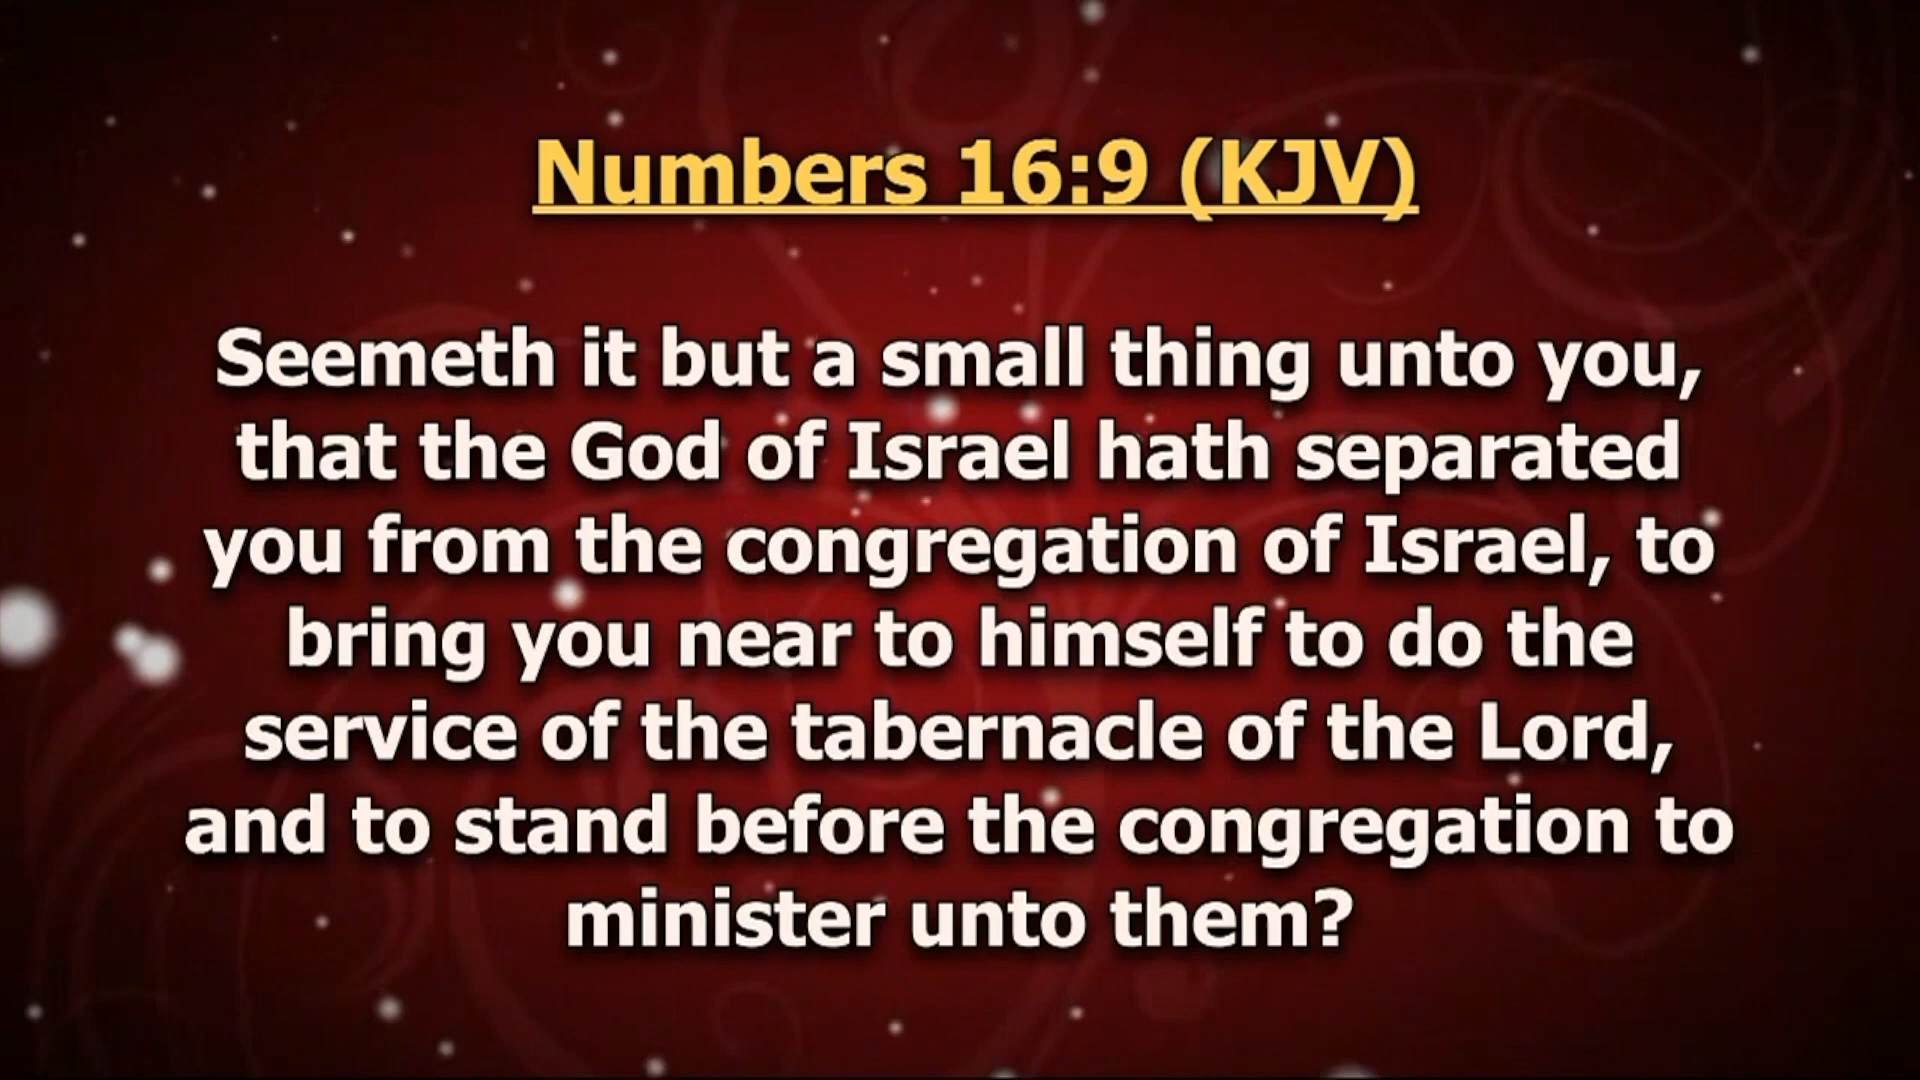 Numbers 16:9 (KJV)
Seemeth it but a small thing unto you,
that the God of Israel hath separated
you from the congregation of Israel, to
bring you near to himself to do the
service of the tabernacle of the Lord,
and to stand before the congregation to
minister unto them?